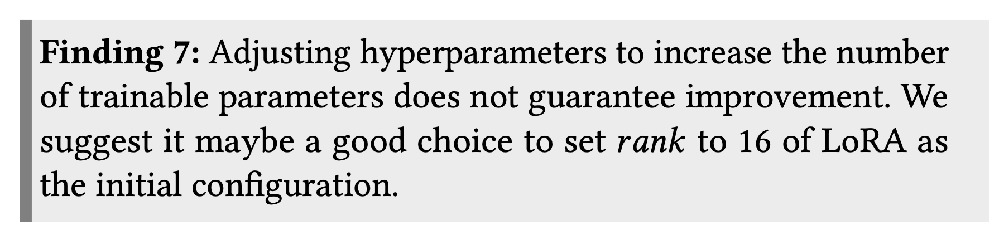 Finding 7: Adjusting hyperparameters to increase the number
of trainable parameters does not guarantee improvement. We
suggest it maybe a good choice to set rank to 16 of LoRA as
the initial configuration.